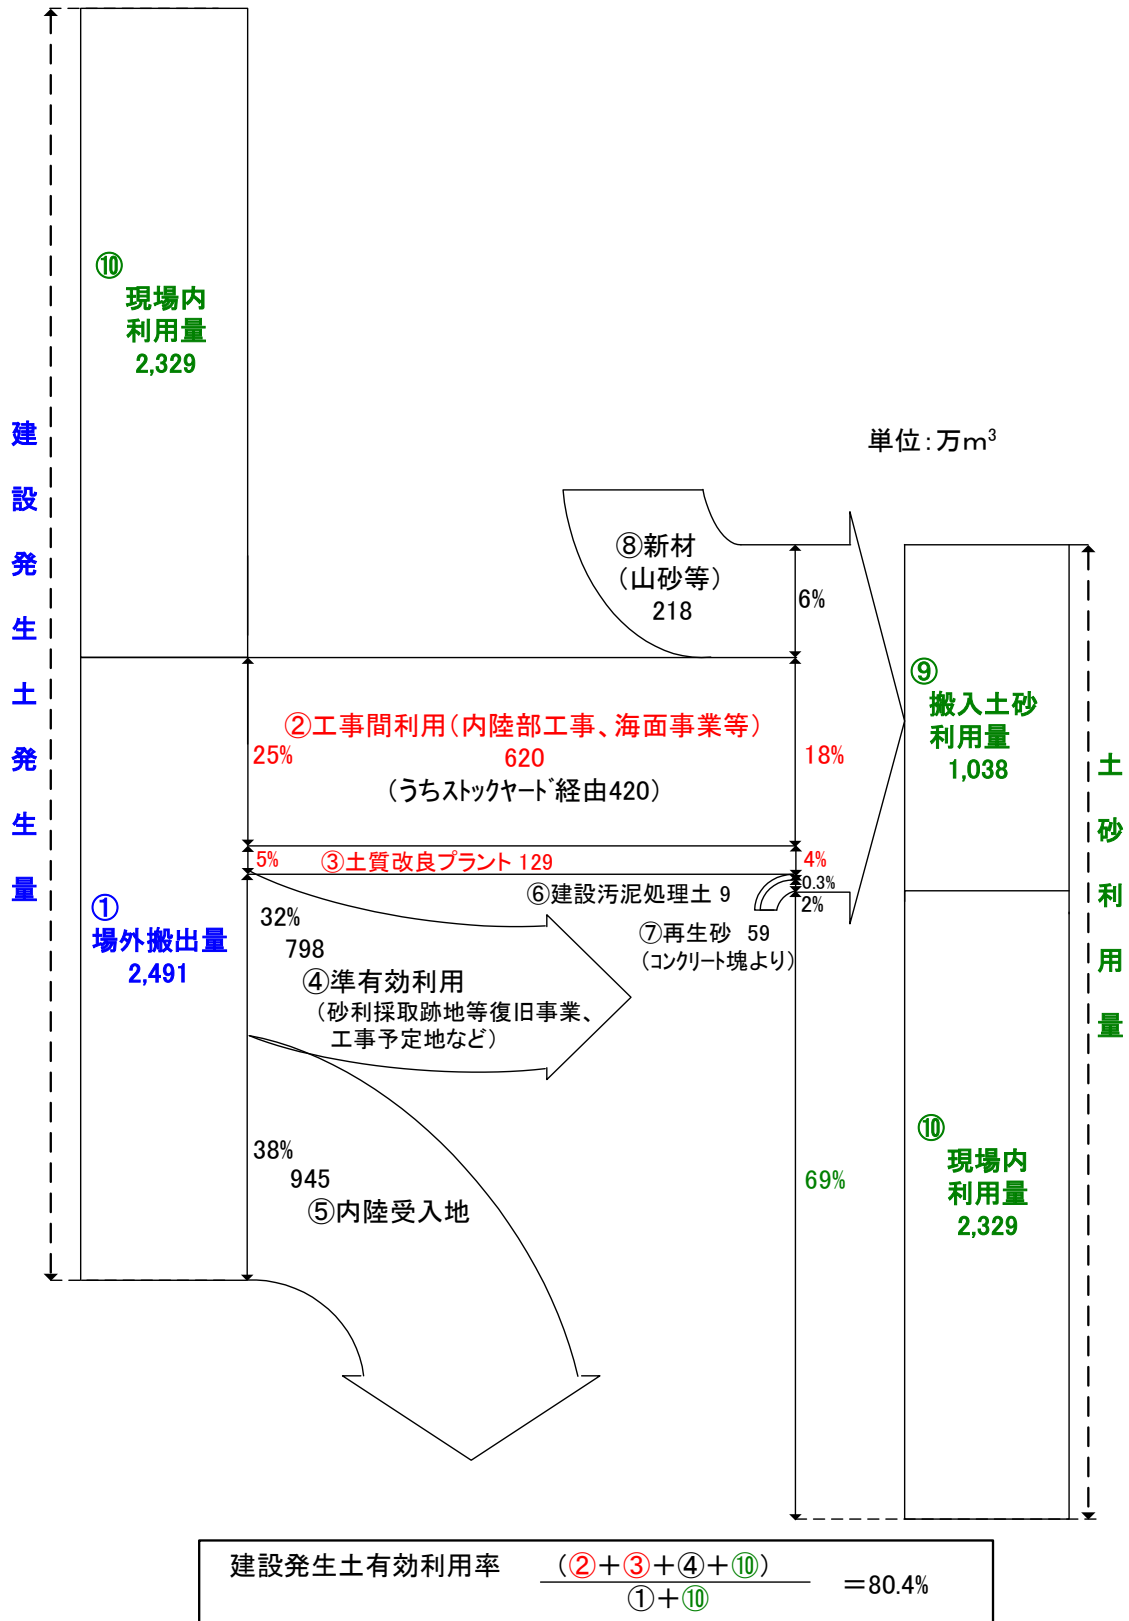 ⑩
現場内
利用量
2,329
建設発生土発生量
単位：万m³
⑧新材
（山砂等）
218
6%
②工事間利用（内陸部工事、海面事業等）
620
（うちストックヤード経由420）
25%
18%
⑨
搬入土砂
利用量
1,038
土砂利用量
5%
③土質改良プラント 129
4%
⑥建設汚泥処理土 9
0.3%
2%
⑦再生砂 59
（コンクリート塊より）
①
場外搬出量
2,491
32%
798
④準有効利用
（砂利採取跡地等復旧事業、
工事予定地など）
38%
945
⑤内陸受入地
69%
⑩
現場内
利用量
2,329
建設発生土有効利用率 （②＋③＋④＋⑩）
①＋⑩
＝80.4%